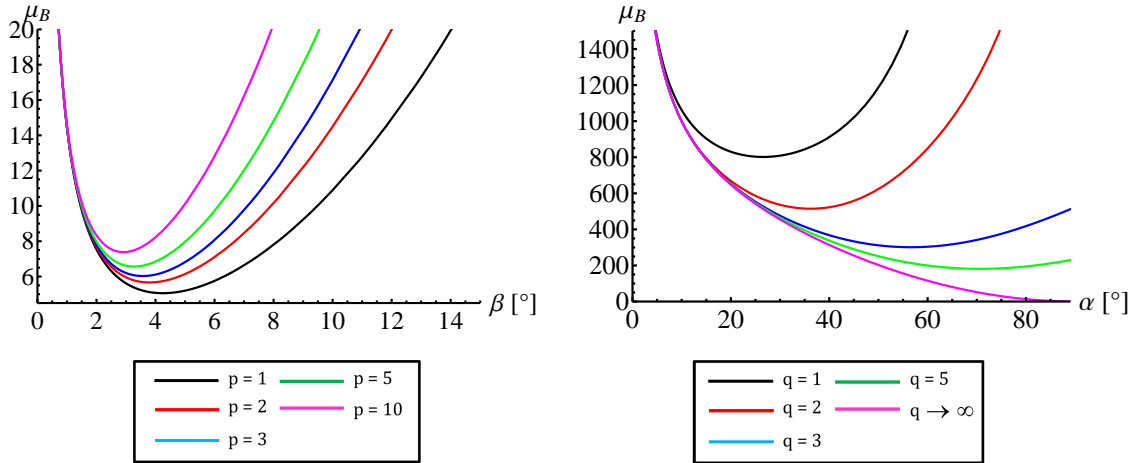 μ_B
20
18
16
14
12
10
8
6
0 2 4 6 8 10 12 14
β [°]
p = 1 p = 5
p = 2 p = 10
p = 3
μ_B
1400
1200
1000
800
600
400
200
0
0 20 40 60 80
α [°]
q = 1 q = 5
q = 2 q → ∞
q = 3